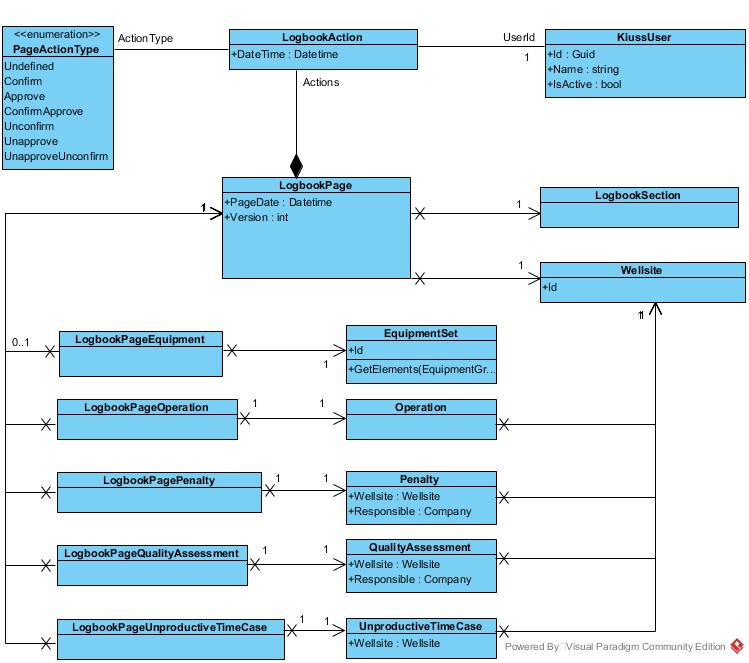 <<enumeration>>
PageActionType
Undefined
Confirm
Approve
ConfirmApprove
Unconfirm
Unapprove
UnapproveUnconfirm
ActionType
LogbookAction
+DateTime : Datetime
UserId
1
KiussUser
+Id : Guid
+Name : string
+IsActive : bool
Actions
LogbookPage
+PageDate : Datetime
+Version : int
1
1
LogbookSection
1
Wellsite
+Id
1
0..1
LogbookPageEquipment
1
EquipmentSet
+Id
+GetElements(EquipmentGr...
LogbookPageOperation
1
1
Operation
LogbookPagePenalty
1
1
Penalty
+Wellsite : Wellsite
+Responsible : Company
LogbookPageQualityAssessment
1
1
QualityAssessment
+Wellsite : Wellsite
+Responsible : Company
LogbookPageUnproductiveTimeCase
1
1
UnproductiveTimeCase
+Wellsite : Wellsite
Powered By Visual Paradigm Community Edition